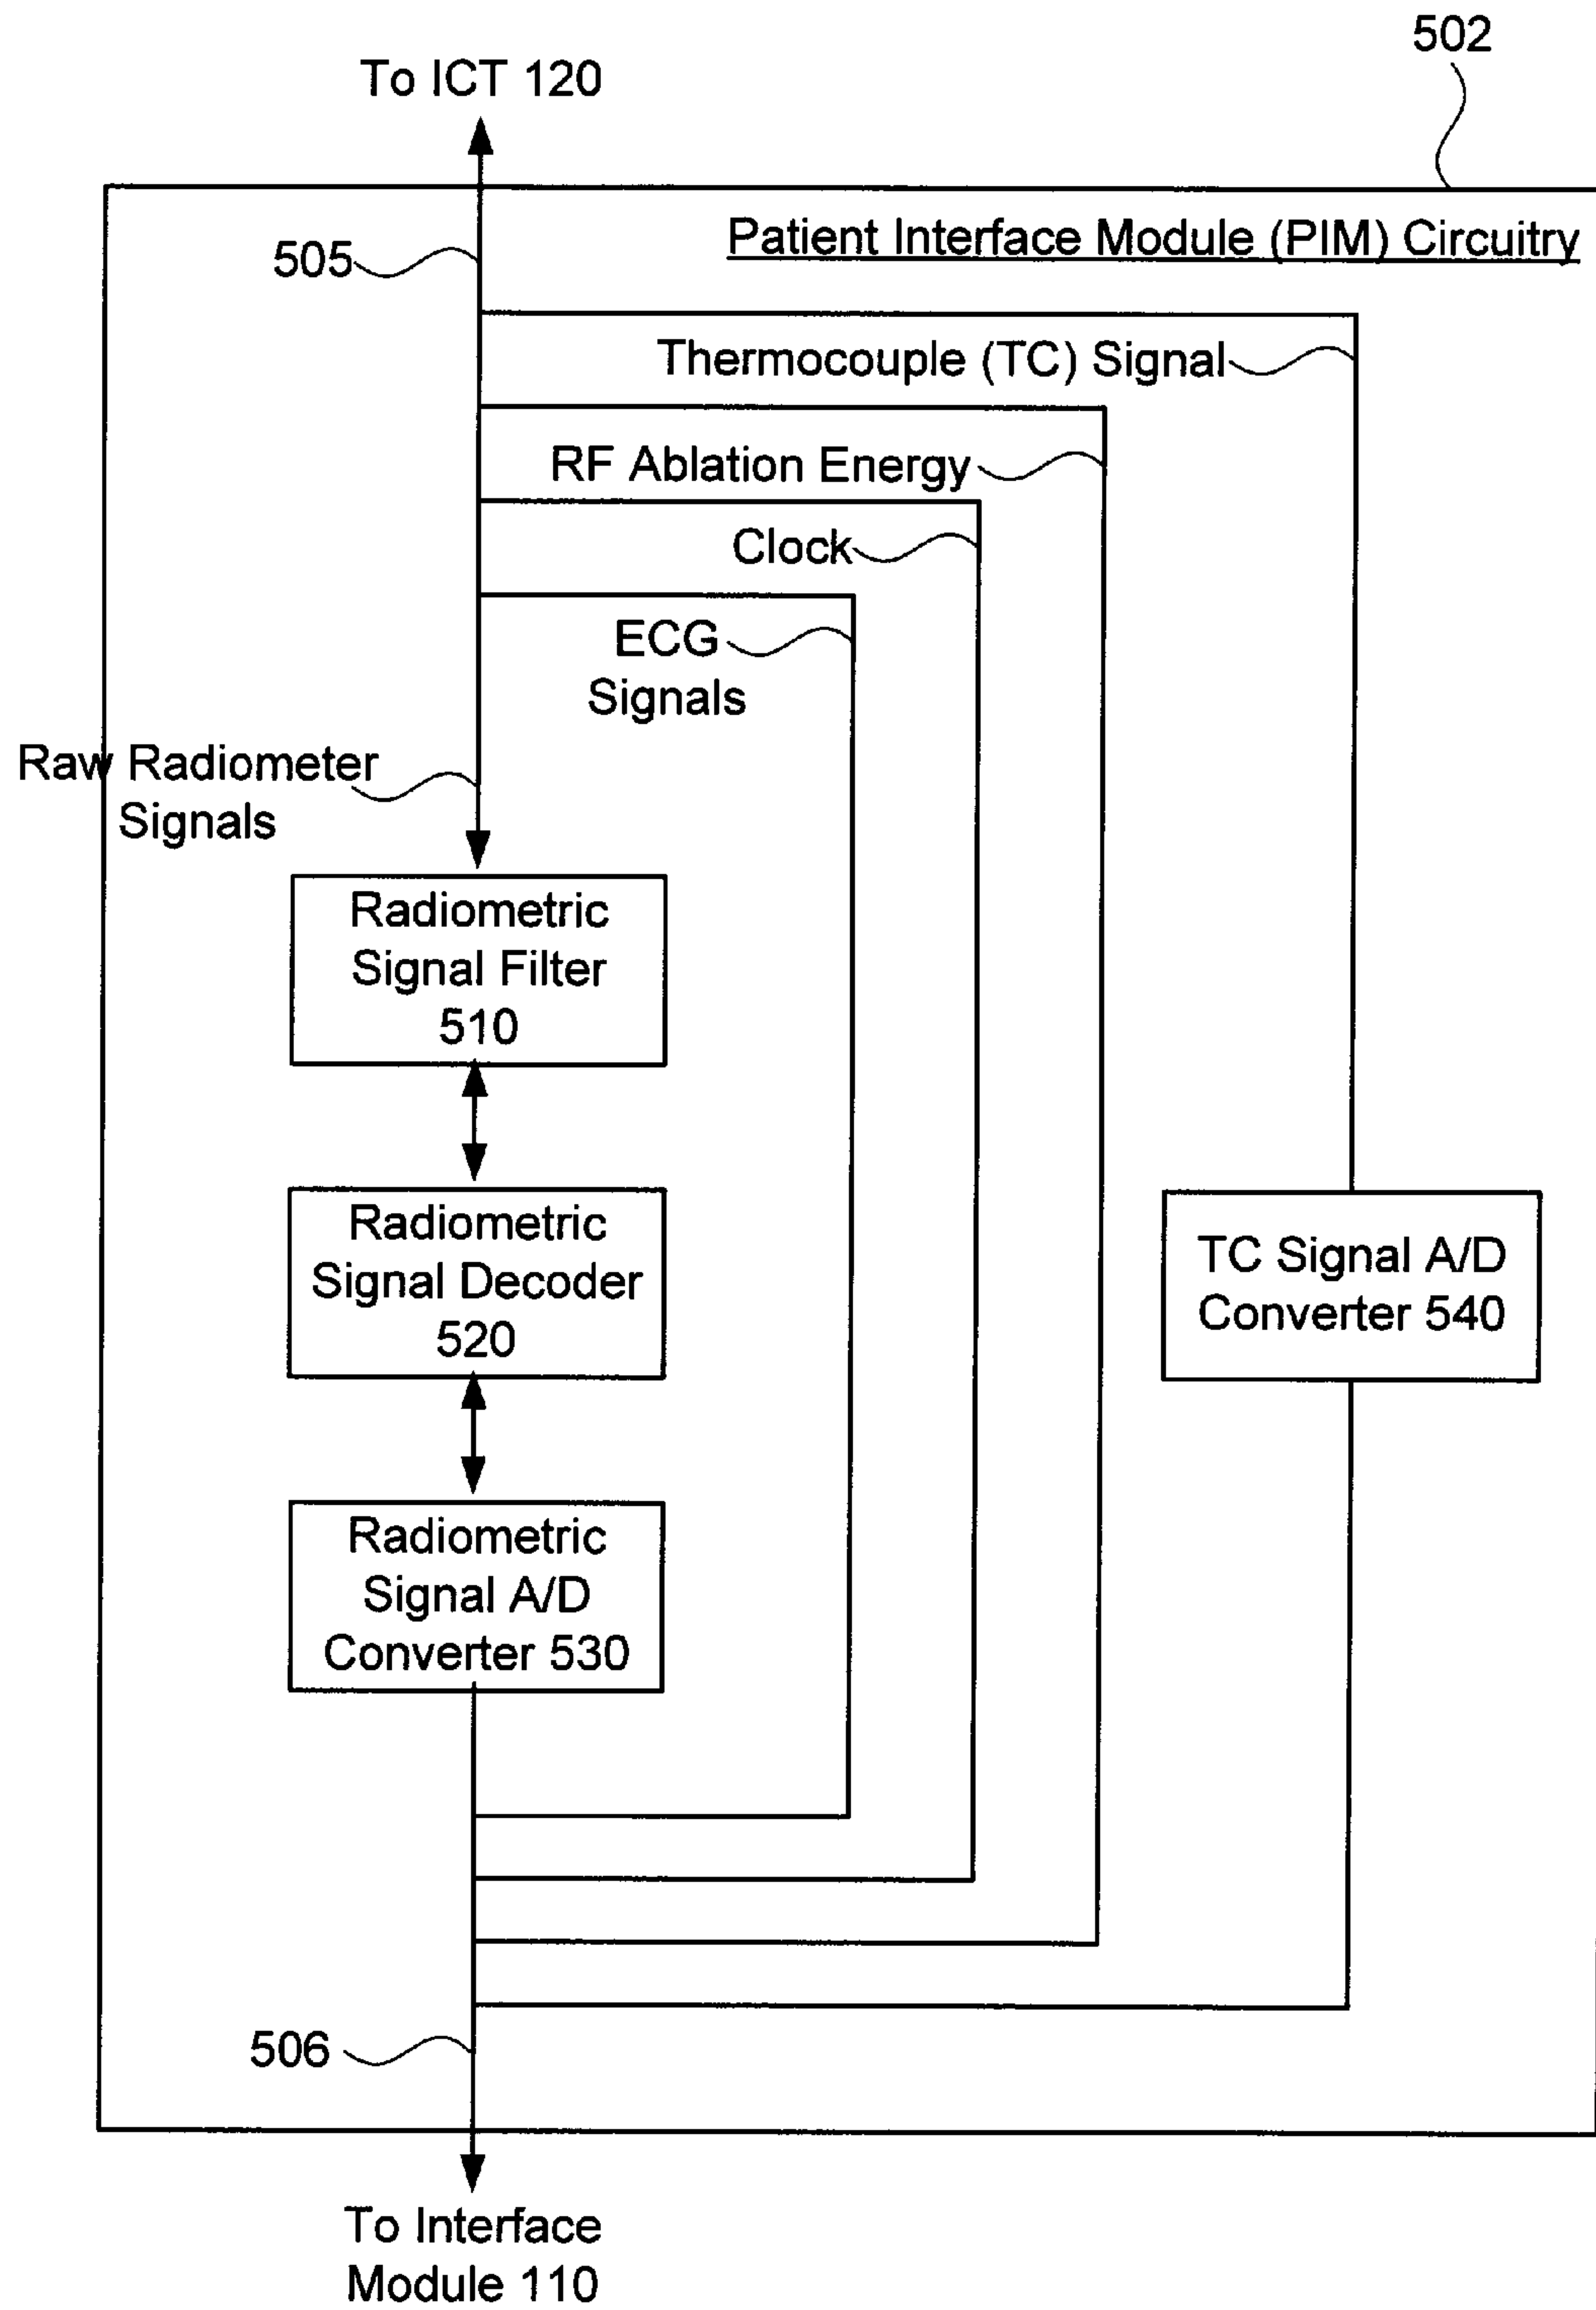 502
To ICT 120
Patient Interface Module (PIM) Circuitry
505
Thermocouple (TC) Signal
RF Ablation Energy
Clock
ECG
Signals
Raw Radiometer
Signals
Radiometric
Signal Filter
510
Radiometric
Signal Decoder
520
TC Signal A/D
Converter 540
Radiometric
Signal A/D
Converter 530
506
To Interface
Module 110